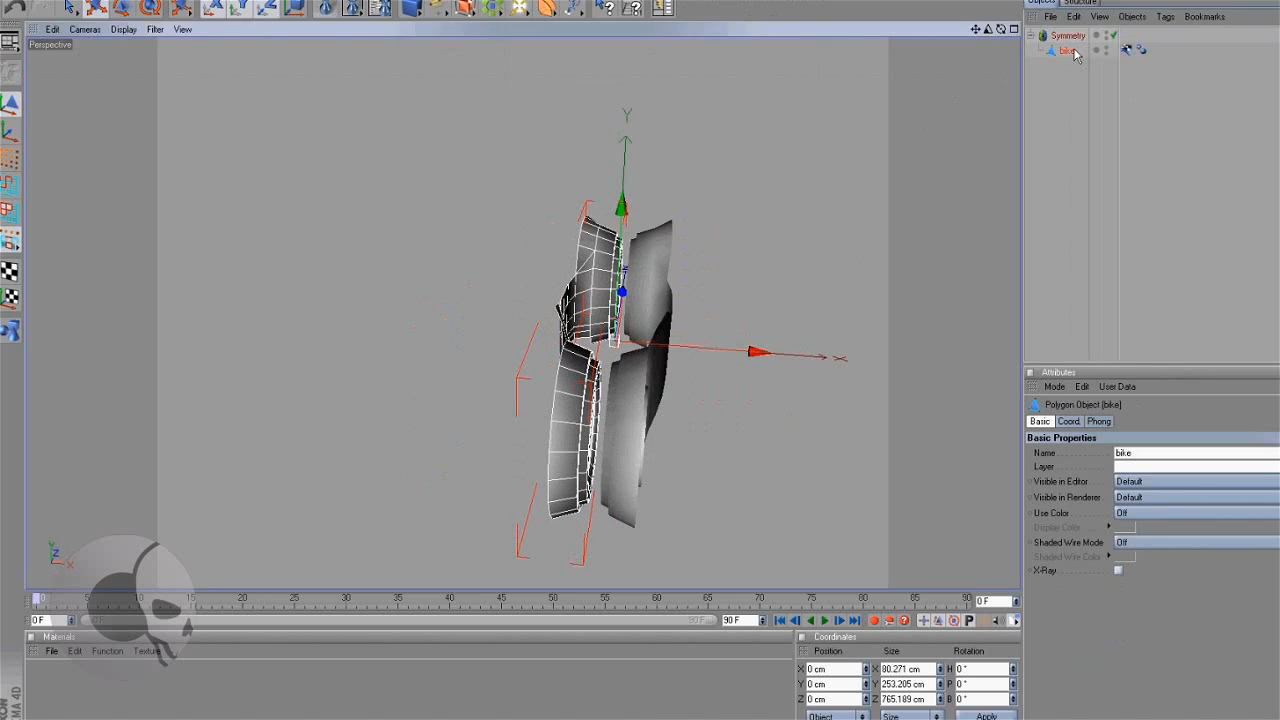 Objects Structure
Edit Cameras Display Filter View
File Edit View Objects Tags Bookmarks
Perspective
Symmetry
bike
Y
X
Attributes
Mode Edit User Data
Polygon Object [bike]
Basic Coord. Phong
Basic Properties
Name bike
Layer
Visible in Editor Default
Visible in Renderer Default
Use Color Off
Display Color
Shaded Wire Mode Off
Shaded Wire Color
X-Ray
Y
Z
X
0 5 10 15 20 25 30 35 40 45 50 55 60 65 70 75 80 85 90 0 F
0 F 90 F 90 F
Materials
File Edit Function Texture
Coordinates
Position Size Rotation
X 0 cm X 80.271 cm H 0 °
Y 0 cm Y 253.205 cm P 0 °
Z 0 cm Z 765.189 cm B 0 °
Object Size Apply